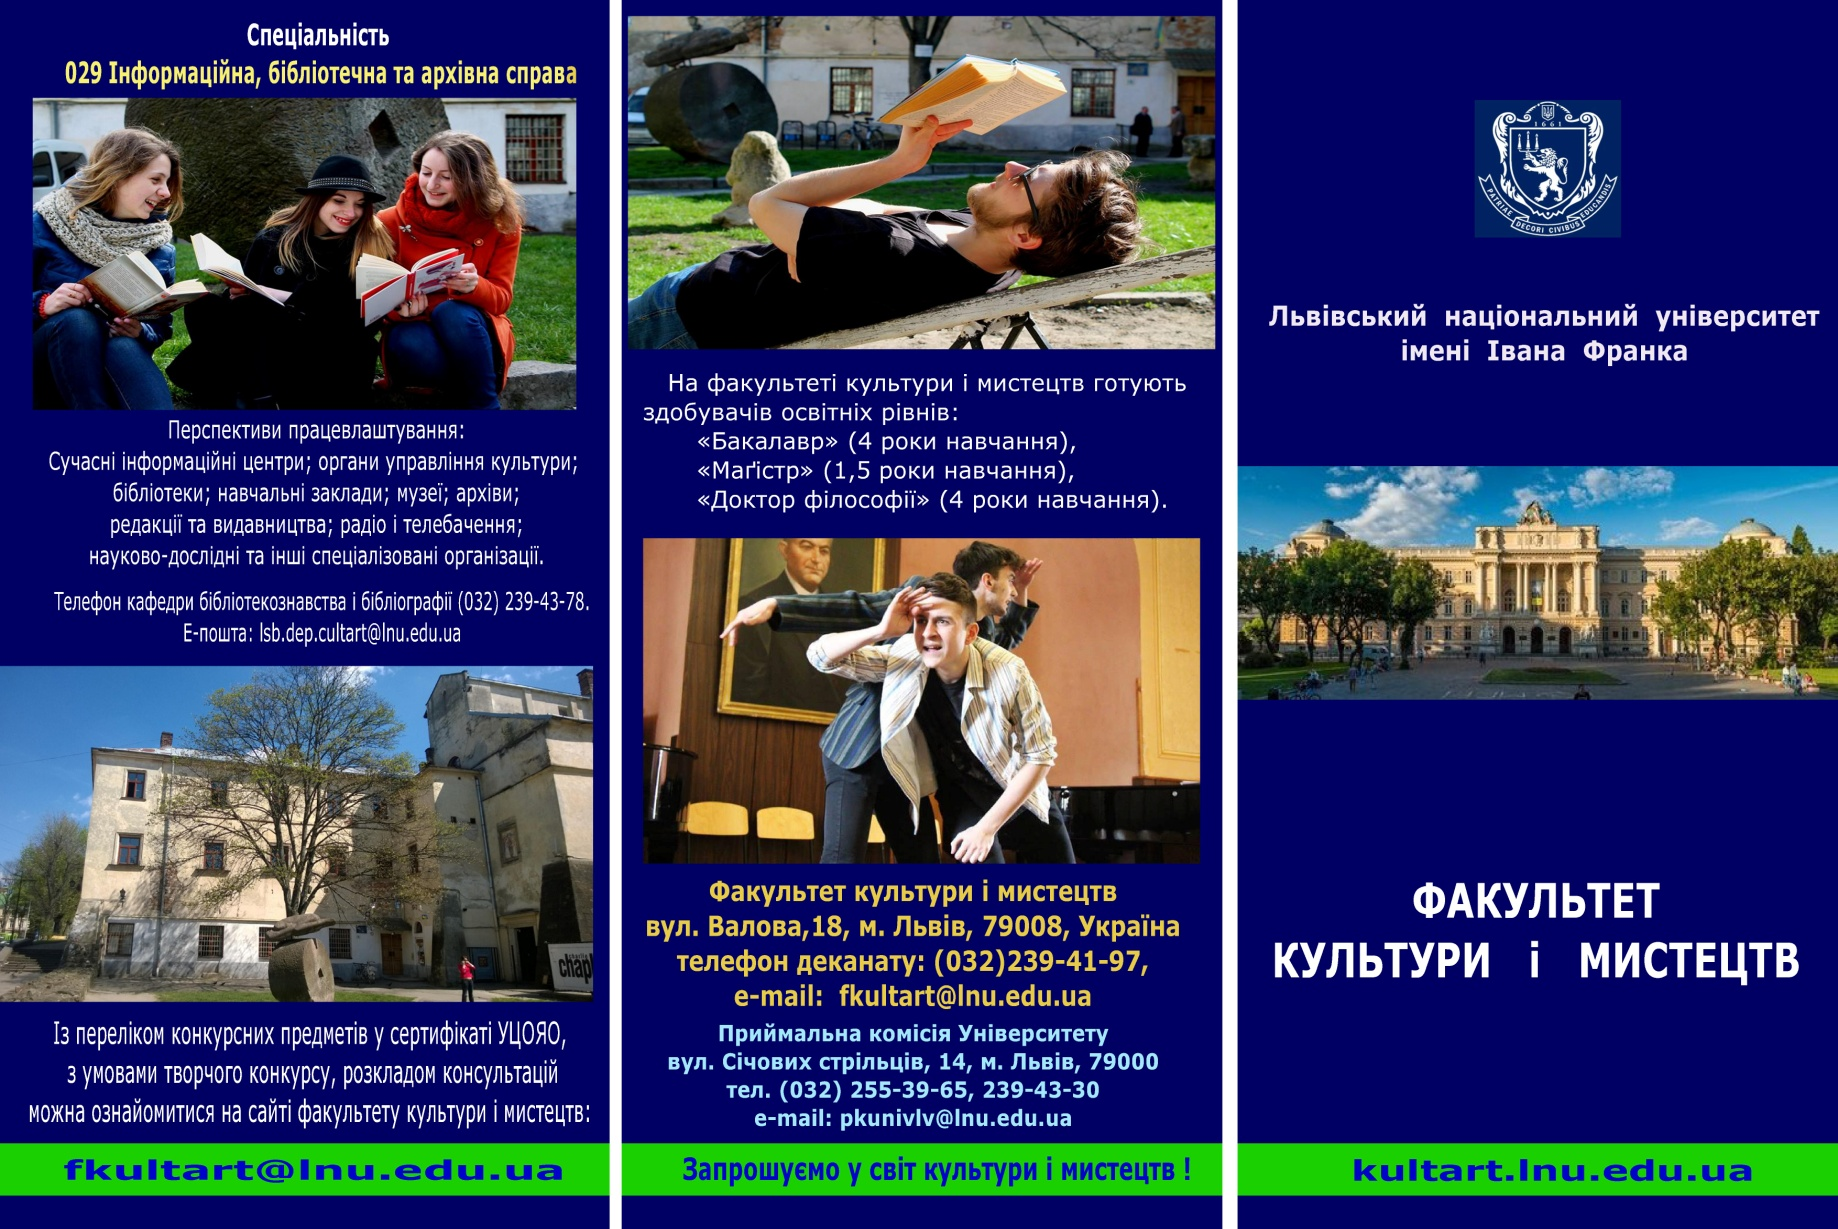 Спеціальність
029 Інформаційна, бібліотечна та архівна справа
Перспективи працевлаштування:
Сучасні інформаційні центри; органи управління культури;
бібліотеки; навчальні заклади; музеї; архіви;
редакції та видавництва; радіо і телебачення;
науково-дослідні та інші спеціалізовані організації.
Телефон кафедри бібліотекознавства і бібліографії (032) 239-43-78.
Е-пошта: lsb.dep.cultart@lnu.edu.ua
Із переліком конкурсних предметів у сертифікаті УЦОЯО,
з умовами творчого конкурсу, розкладом консультацій
можна ознайомитися на сайті факультету культури і мистецтв:
fkultart@lnu.edu.ua
На факультеті культури і мистецтв готують
здобувачів освітніх рівнів:
«Бакалавр» (4 роки навчання),
«Маґістр» (1,5 роки навчання),
«Доктор філософії» (4 роки навчання).
Факультет культури і мистецтв
вул. Валова,18, м. Львів, 79008, Україна
телефон деканату: (032)239-41-97,
e-mail: fkultart@lnu.edu.ua
Приймальна комісія Університету
вул. Січових стрільців, 14, м. Львів, 79000
тел. (032) 255-39-65, 239-43-30
e-mail: pkunivlv@lnu.edu.ua
Запрошуємо у світ культури і мистецтв !
1661
PATRIAE DECORI CIVIBUS EDUCANDIS
Львівський національний університет
імені Івана Франка
ФАКУЛЬТЕТ
КУЛЬТУРИ і МИСТЕЦТВ
kultart.lnu.edu.ua